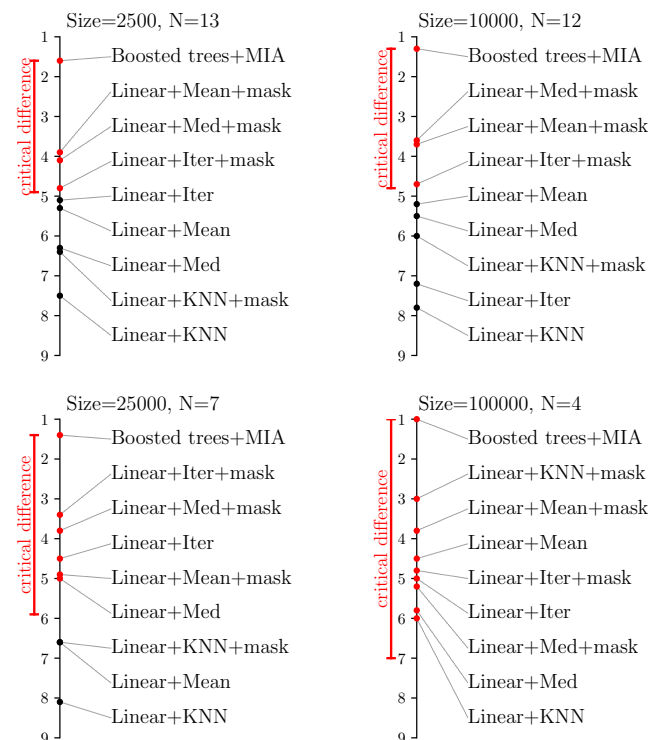 Size=2500, N=13
1
2
3
4
5
6
7
8
9
critical difference
Boosted trees+MIA
Linear+Mean+mask
Linear+Med+mask
Linear+Iter+mask
Linear+Iter
Linear+Mean
Linear+Med
Linear+KNN+mask
Linear+KNN
Size=10000, N=12
1
2
3
4
5
6
7
8
9
critical difference
Boosted trees+MIA
Linear+Med+mask
Linear+Mean+mask
Linear+Iter+mask
Linear+Mean
Linear+Med
Linear+KNN+mask
Linear+Iter
Linear+KNN
Size=25000, N=7
1
2
3
4
5
6
7
8
9
critical difference
Boosted trees+MIA
Linear+Iter+mask
Linear+Med+mask
Linear+Iter
Linear+Mean+mask
Linear+Med
Linear+KNN+mask
Linear+Mean
Linear+KNN
Size=100000, N=4
1
2
3
4
5
6
7
8
9
critical difference
Boosted trees+MIA
Linear+KNN+mask
Linear+Mean+mask
Linear+Mean
Linear+Iter+mask
Linear+Iter
Linear+Med+mask
Linear+Med
Linear+KNN